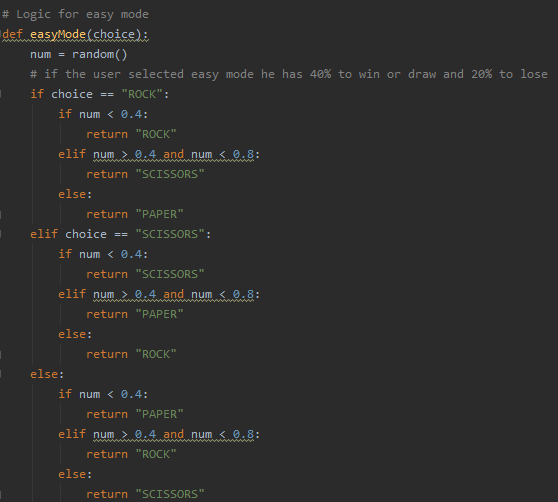 # Logic for easy mode
def easyMode(choice):
    num = random()
    # if the user selected easy mode he has 40% to win or draw and 20% to lose
    if choice == "ROCK":
        if num < 0.4:
            return "ROCK"
        elif num > 0.4 and num < 0.8:
            return "SCISSORS"
        else:
            return "PAPER"
    elif choice == "SCISSORS":
        if num < 0.4:
            return "SCISSORS"
        elif num > 0.4 and num < 0.8:
            return "PAPER"
        else:
            return "ROCK"
    else:
        if num < 0.4:
            return "PAPER"
        elif num > 0.4 and num < 0.8:
            return "ROCK"
        else:
            return "SCISSORS"